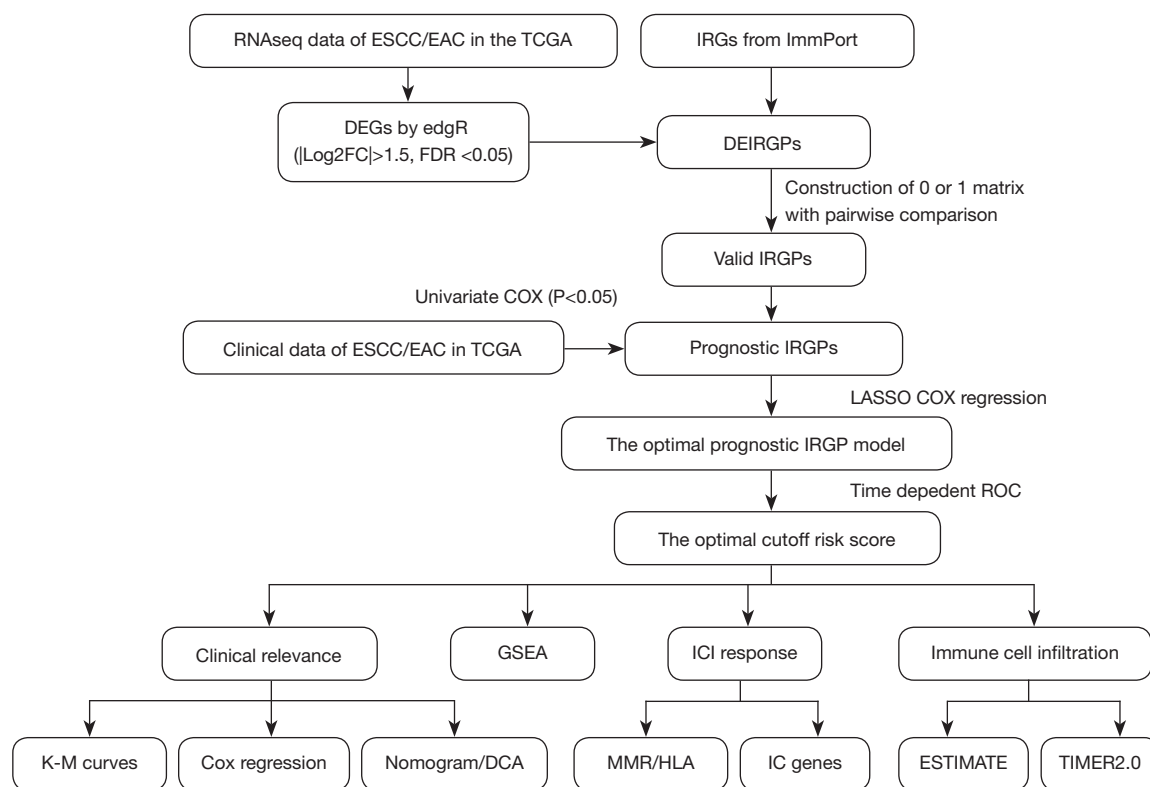 RNAseq data of ESCC/EAC in the TCGA
IRGs from ImmPort
DEGs by edgR
(|Log2FC|>1.5, FDR <0.05)
DEIRGPs
Construction of 0 or 1 matrix
with pairwise comparison
Valid IRGPs
Univariate COX (P<0.05)
Clinical data of ESCC/EAC in TCGA
Prognostic IRGPs
LASSO COX regression
The optimal prognostic IRGP model
Time depedent ROC
The optimal cutoff risk score
Clinical relevance
GSEA
ICI response
Immune cell infiltration
K-M curves
Cox regression
Nomogram/DCA
MMR/HLA
IC genes
ESTIMATE
TIMER2.0